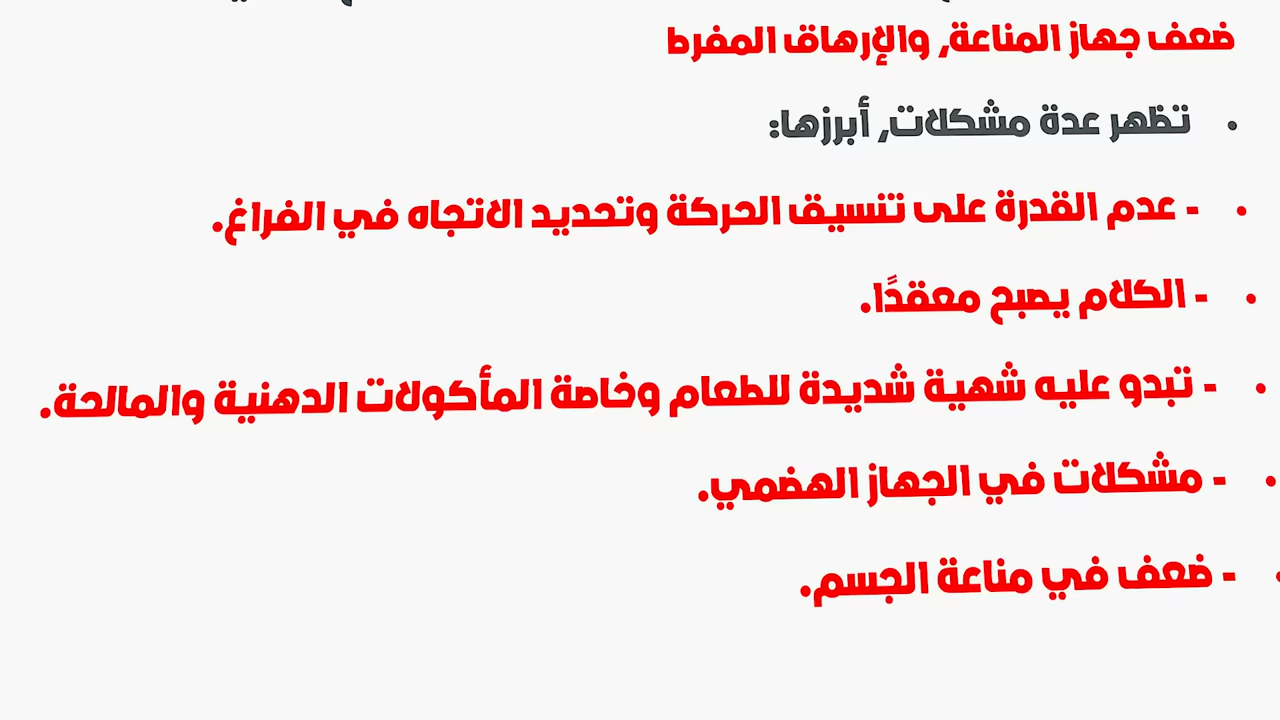 ضعف جهاز المناعة, والإرهاق المفرط
• تظهر عدة مشكلات, أبرزها:
• - عدم القدرة على تنسيق الحركة وتحديد الاتجاه في الفراغ.
• - الكلام يصبح معقدًا.
• - تبدو عليه شهية شديدة للطعام وخاصة المأكولات الدهنية والمالحة.
• - مشكلات في الجهاز الهضمي.
• - ضعف في مناعة الجسم.